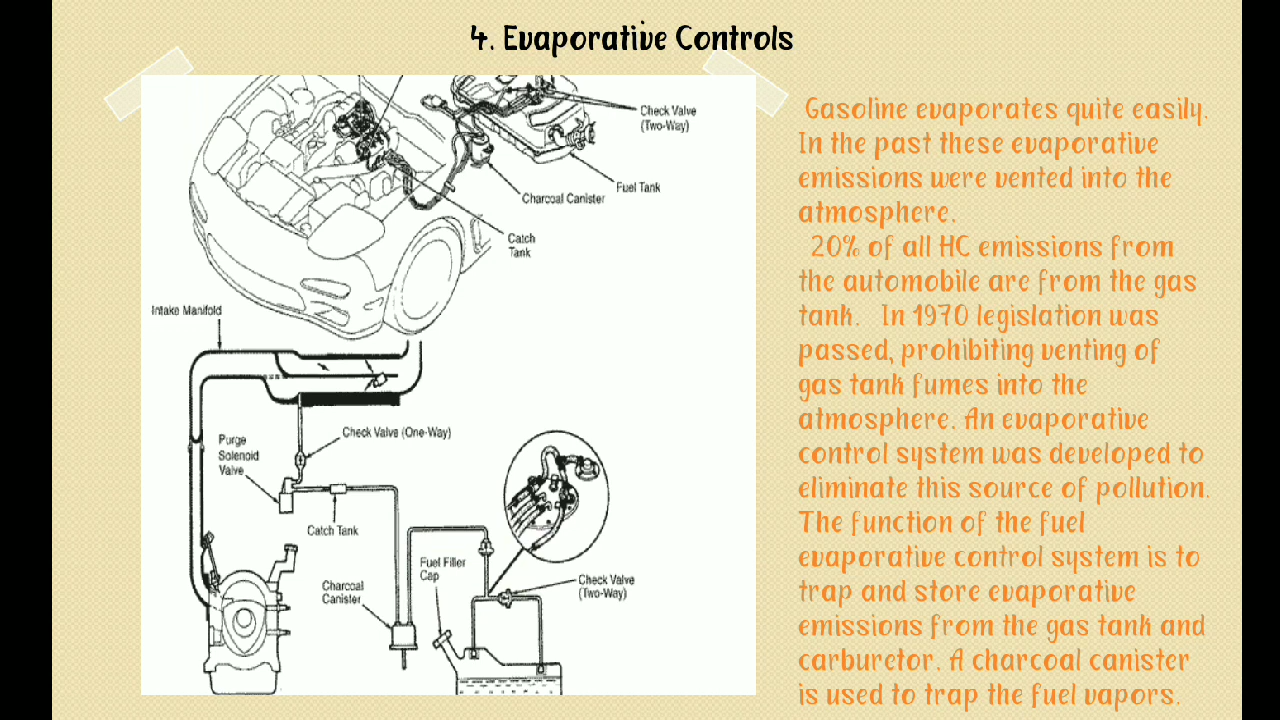 4. Evaporative Controls
Check Valve
(Two-Way)
Fuel Tank
Charcoal Canister
Catch
Tank
Intake Manifold
Check Valve (One-Way)
Purge
Solenoid
Valve
Catch Tank
Fuel Filler
Cap
Charcoal
Canister
Check Valve
(Two-Way)
Gasoline evaporates quite easily.
In the past these evaporative
emissions were vented into the
atmosphere.
20% of all HC emissions from
the automobile are from the gas
tank. In 1970 legislation was
passed, prohibiting venting of
gas tank fumes into the
atmosphere. An evaporative
control system was developed to
eliminate this source of pollution.
The function of the fuel
evaporative control system is to
trap and store evaporative
emissions from the gas tank and
carburetor. A charcoal canister
is used to trap the fuel vapors.